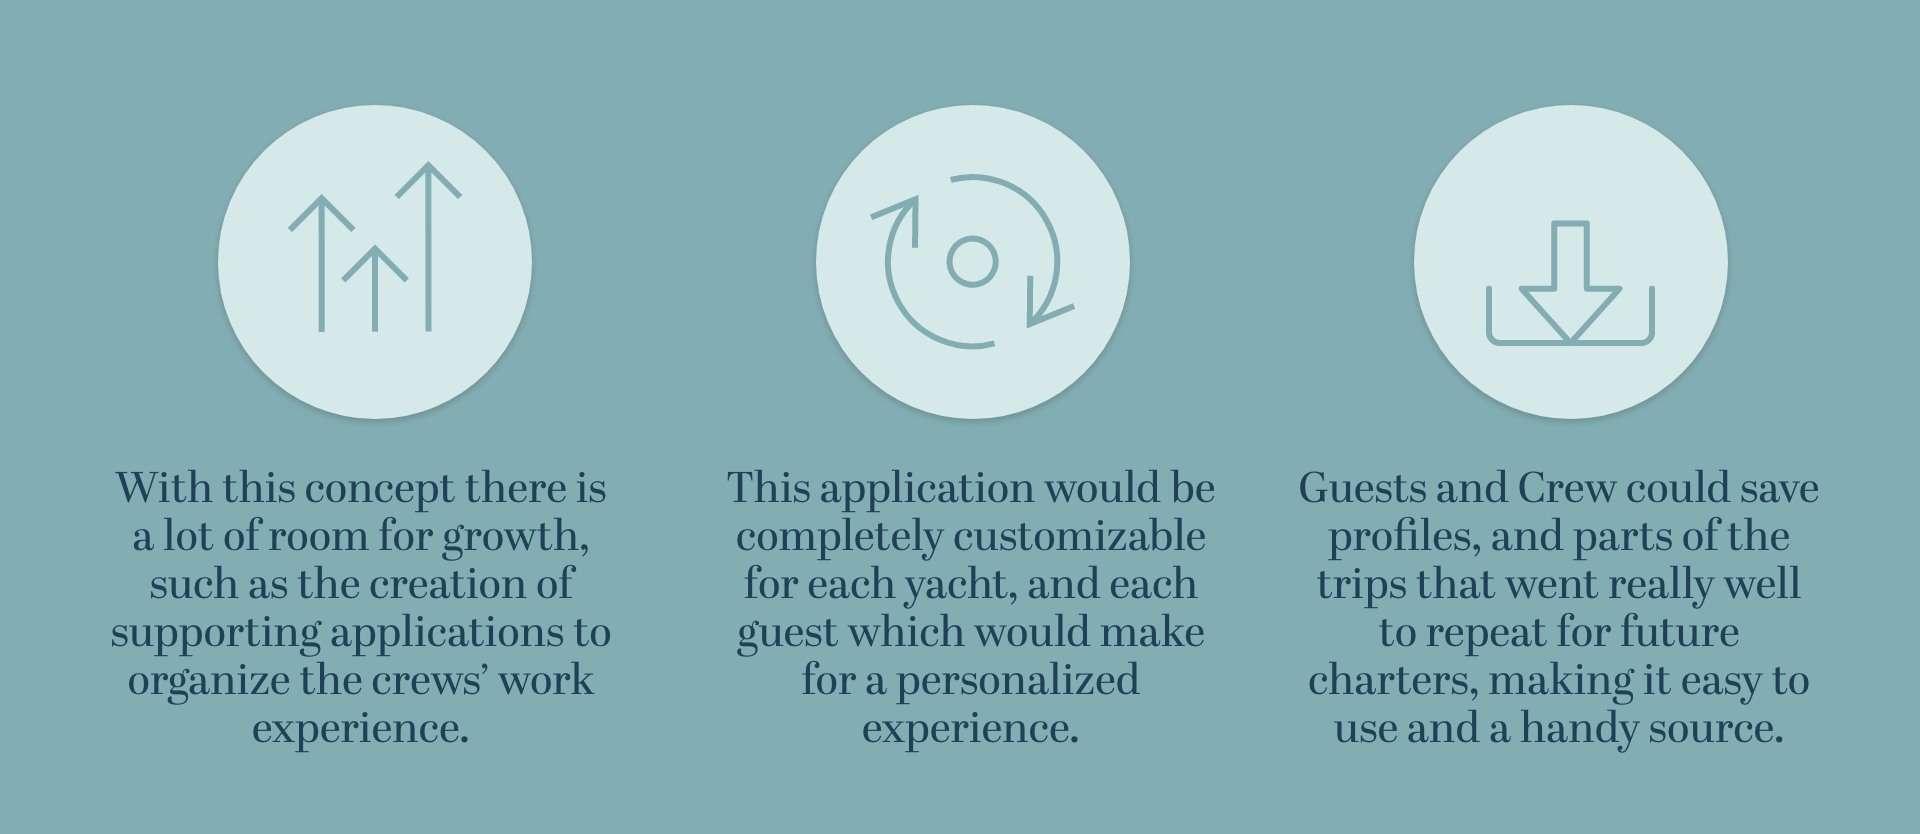 With this concept there is
a lot of room for growth,
such as the creation of
supporting applications to
organize the crews’ work
experience.
This application would be
completely customizable
for each yacht, and each
guest which would make
for a personalized
experience.
Guests and Crew could save
profiles, and parts of the
trips that went really well
to repeat for future
charters, making it easy to
use and a handy source.